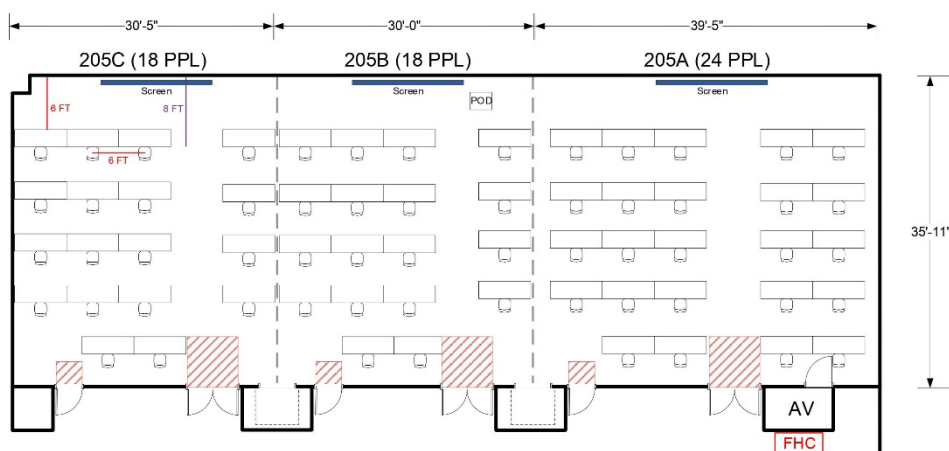 30'-5" 30'-0" 39'-5"
205C (18 PPL) 205B (18 PPL) 205A (24 PPL)
Screen Screen Screen
POD
6 FT 8 FT
6 FT
35'-11"
AV
FHC